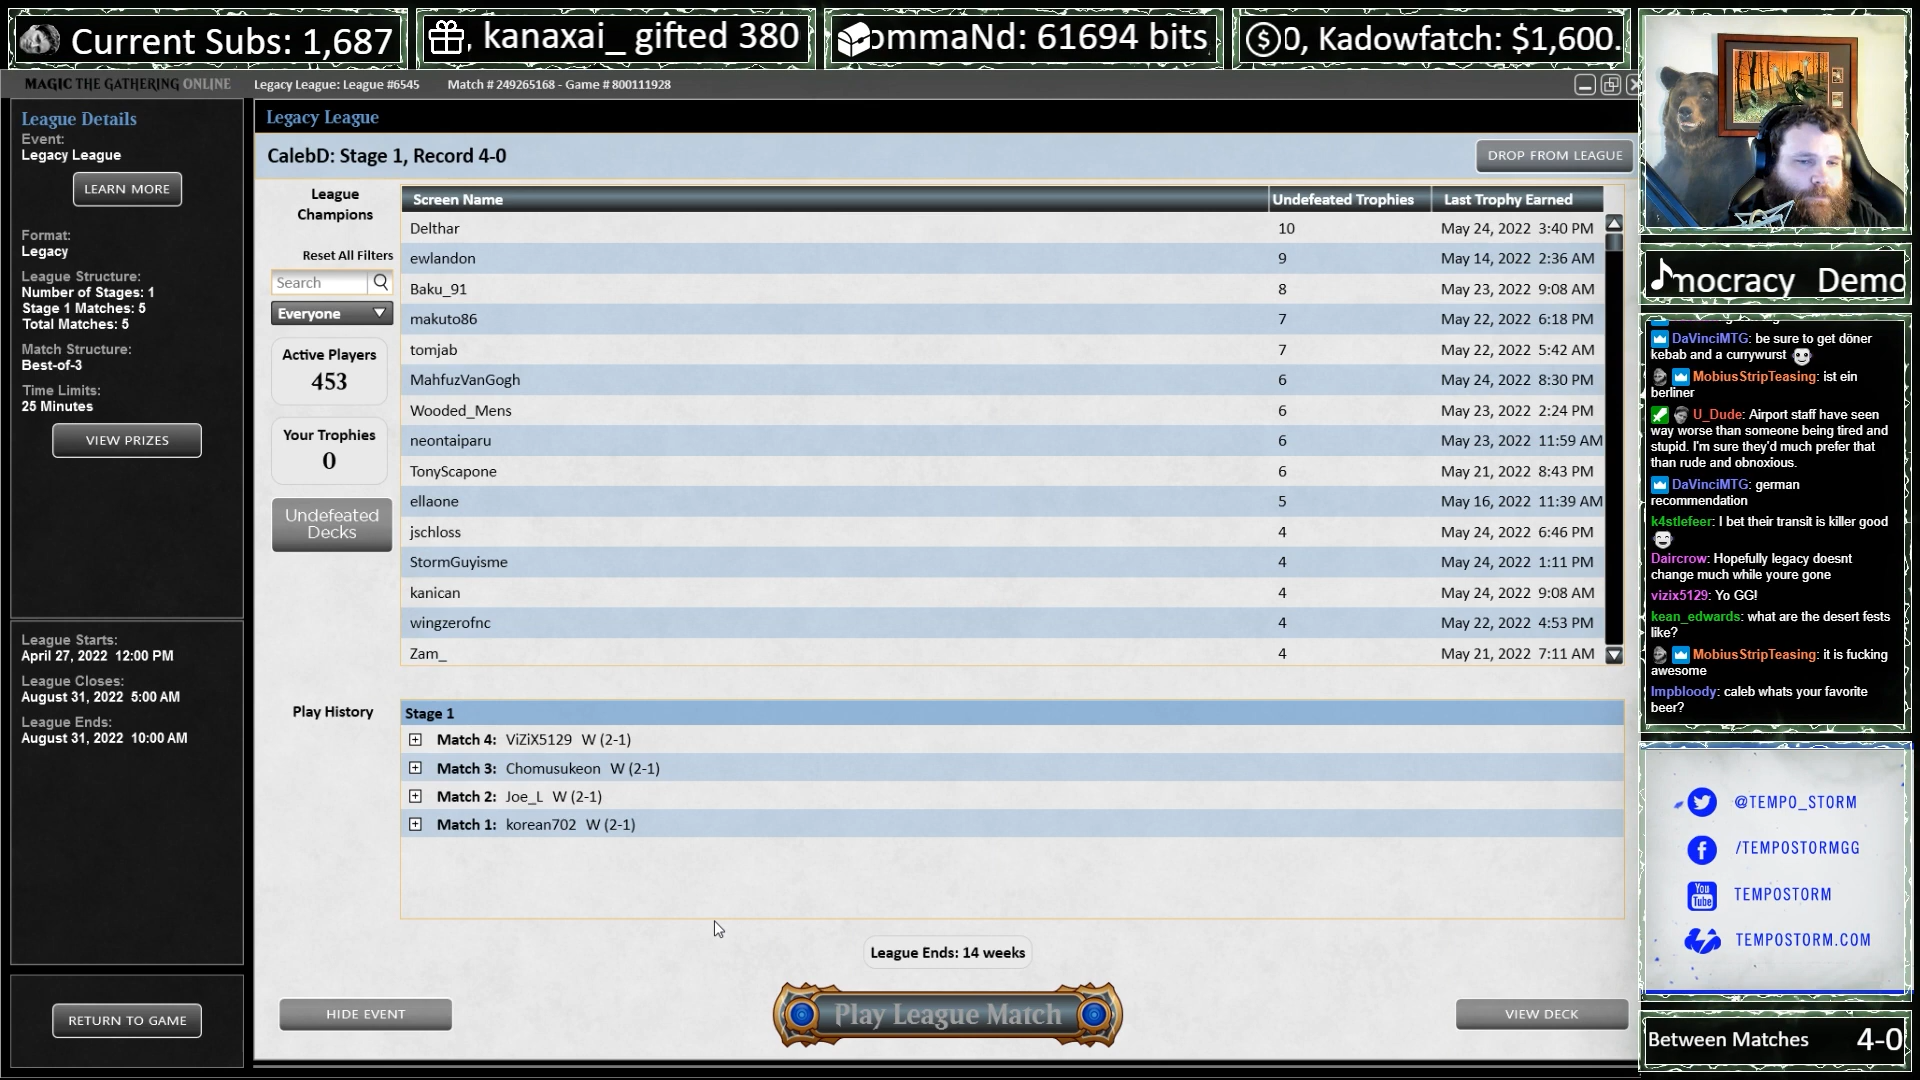 Current Subs: 1,687
, kanaxai_ gifted 380
ommaNd: 61694 bits
0, Kadowfatch: $1,600.
MAGIC THE GATHERING ONLINE
Legacy League: League #6545
Match # 249265168 - Game # 800111928
League Details
Event:
Legacy League
LEARN MORE
Format:
Legacy
League Structure:
Number of Stages: 1
Stage 1 Matches: 5
Total Matches: 5
Match Structure:
Best-of-3
Time Limits:
25 Minutes
VIEW PRIZES
League Starts:
April 27, 2022 12:00 PM
League Closes:
August 31, 2022 5:00 AM
League Ends:
August 31, 2022 10:00 AM
RETURN TO GAME
Legacy League
CalebD: Stage 1, Record 4-0
DROP FROM LEAGUE
League
Champions
Reset All Filters
Search
Everyone
Active Players
453
Your Trophies
0
Undefeated
Decks
Screen Name Undefeated Trophies Last Trophy Earned
Delthar 10 May 24, 2022 3:40 PM
ewlandon 9 May 14, 2022 2:36 AM
Baku_91 8 May 23, 2022 9:08 AM
makuto86 7 May 22, 2022 6:18 PM
tomjab 7 May 22, 2022 5:42 AM
MahfuzVanGogh 6 May 24, 2022 8:30 PM
Wooded_Mens 6 May 23, 2022 2:24 PM
neontaiparu 6 May 23, 2022 11:59 AM
TonyScapone 6 May 21, 2022 8:43 PM
ellaone 5 May 16, 2022 11:39 AM
jschloss 4 May 24, 2022 6:46 PM
StormGuyisme 4 May 24, 2022 1:11 PM
kanican 4 May 24, 2022 9:08 AM
wingzerofnc 4 May 22, 2022 4:53 PM
Zam_ 4 May 21, 2022 7:11 AM
Play History
Stage 1
Match 4: ViZiX5129 W (2-1)
Match 3: Chomusukeon W (2-1)
Match 2: Joe_L W (2-1)
Match 1: korean702 W (2-1)
League Ends: 14 weeks
HIDE EVENT
Play League Match
VIEW DECK
mocracy Demo
DaVinciMTG: be sure to get döner
kebab and a currywurst
MobiusStripTeasing: ist ein
berliner
U_Dude: Airport staff have seen
way worse than someone being tired and
stupid. I'm sure they'd much prefer that
than rude and obnoxious.
DaVinciMTG: german
recommendation
k4stlefeer: I bet their transit is killer good
Daircrow: Hopefully legacy doesnt
change much while youre gone
vizix5129: Yo GG!
kean_edwards: what are the desert fests
like?
MobiusStripTeasing: it is fucking
awesome
Impbloody: caleb whats your favorite
beer?
@TEMPO_STORM
/TEMPOSTORMGG
You
Tube
TEMPOSTORM
TEMPOSTORM.COM
Between Matches 4-0